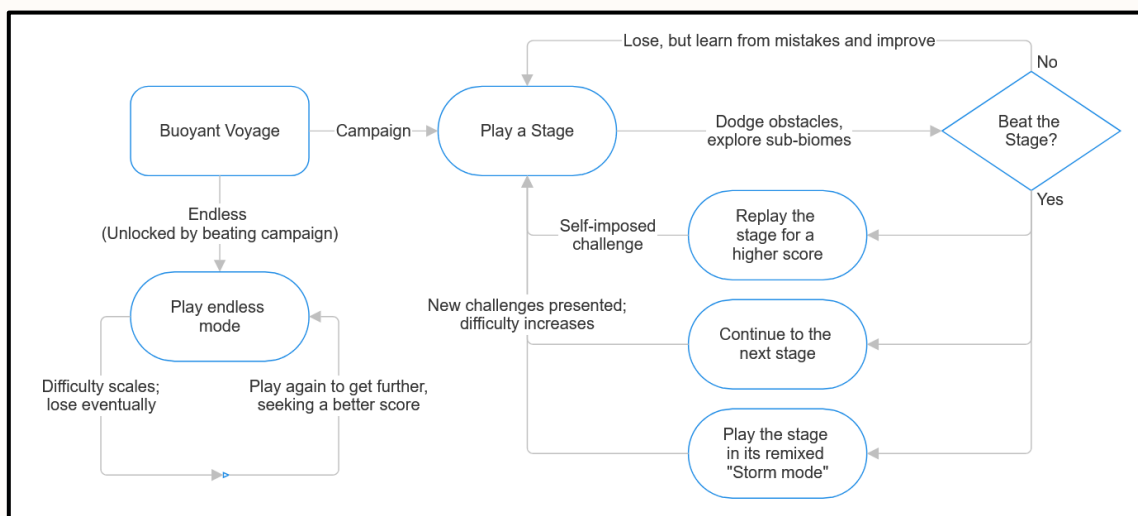 Lose, but learn from mistakes and improve
No
Buoyant Voyage
Campaign
Play a Stage
Dodge obstacles,
explore sub-biomes
Beat the
Stage?
Yes
Endless
(Unlocked by beating campaign)
Self-imposed
challenge
Replay the
stage for a
higher score
Play endless
mode
New challenges presented;
difficulty increases
Continue to the
next stage
Difficulty scales;
lose eventually
Play again to get further,
seeking a better score
Play the stage
in its remixed
"Storm mode"